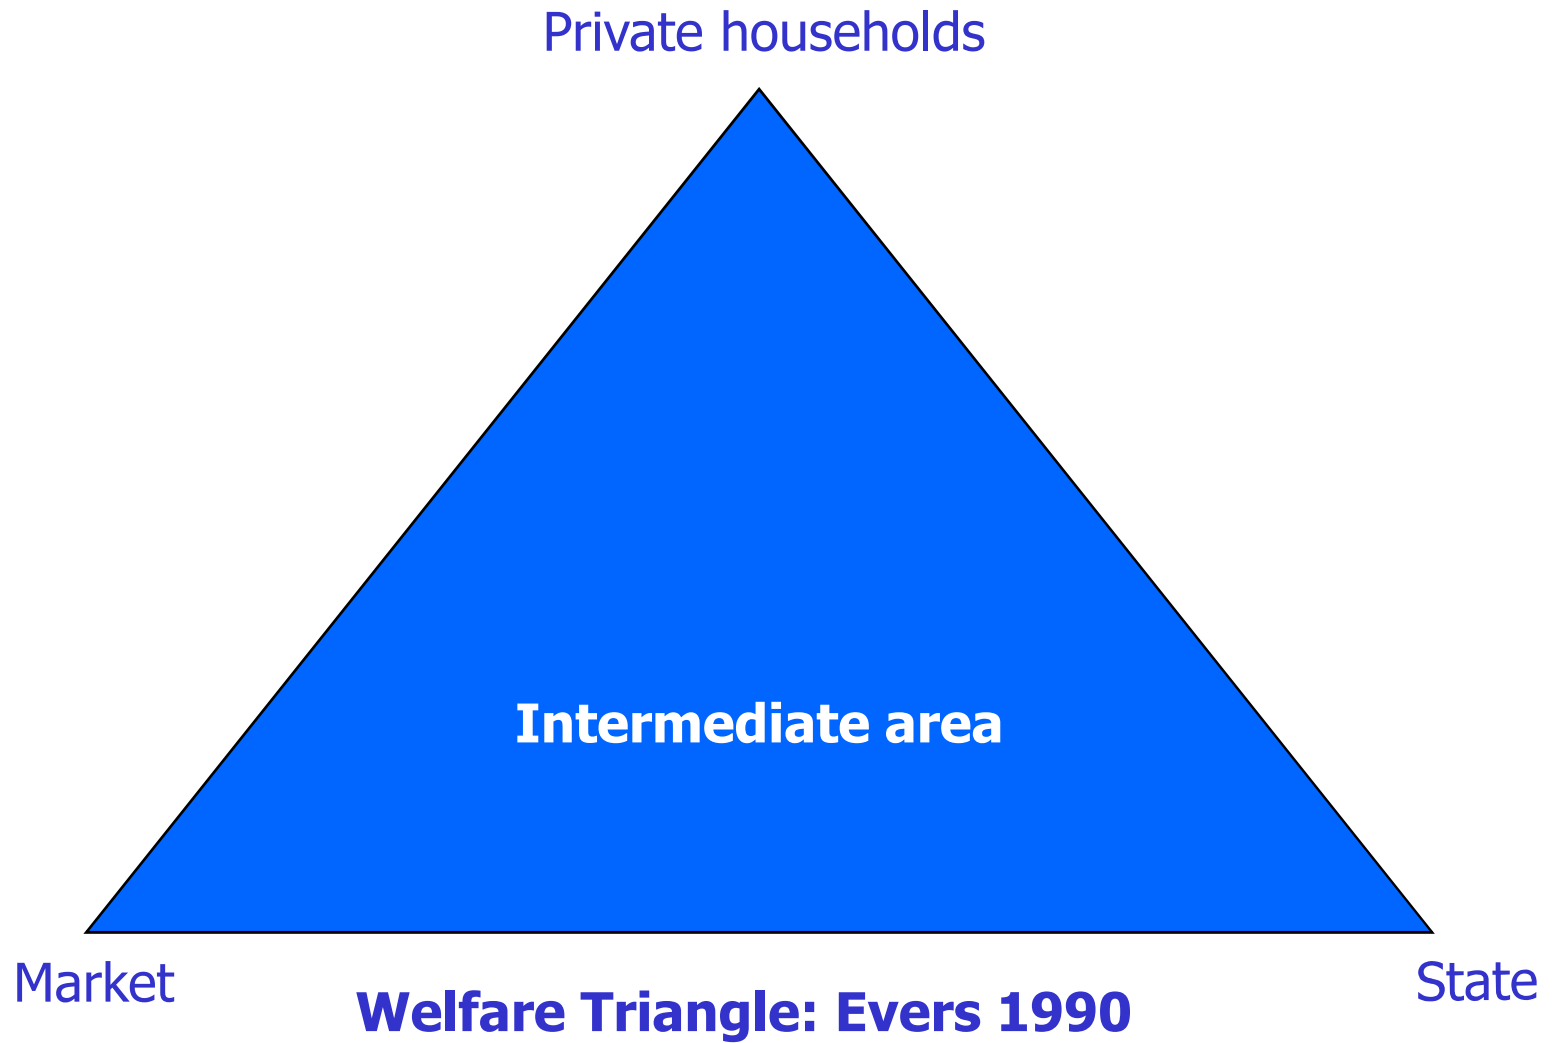 Private households
Intermediate area
Market
State
Welfare Triangle: Evers 1990